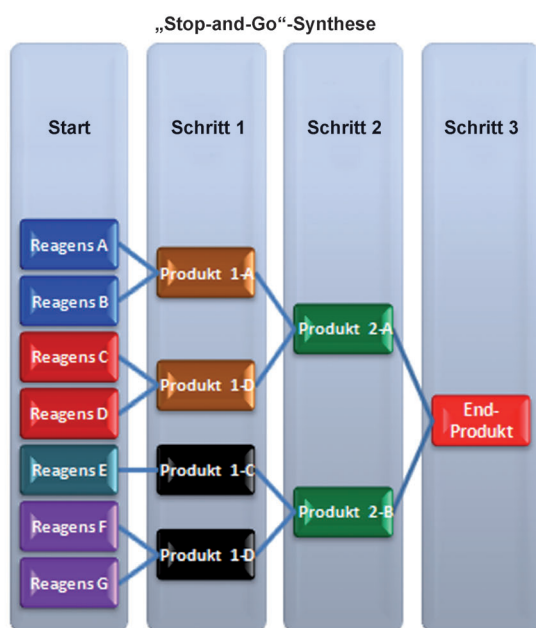 „Stop-and-Go“-Synthese
Start
Schritt 1
Schritt 2
Schritt 3
Reagens A
Reagens B
Reagens C
Reagens D
Reagens E
Reagens F
Reagens G
Produkt 1-A
Produkt 1-D
Produkt 1-C
Produkt 1-D
Produkt 2-A
Produkt 2-B
End-
Produkt